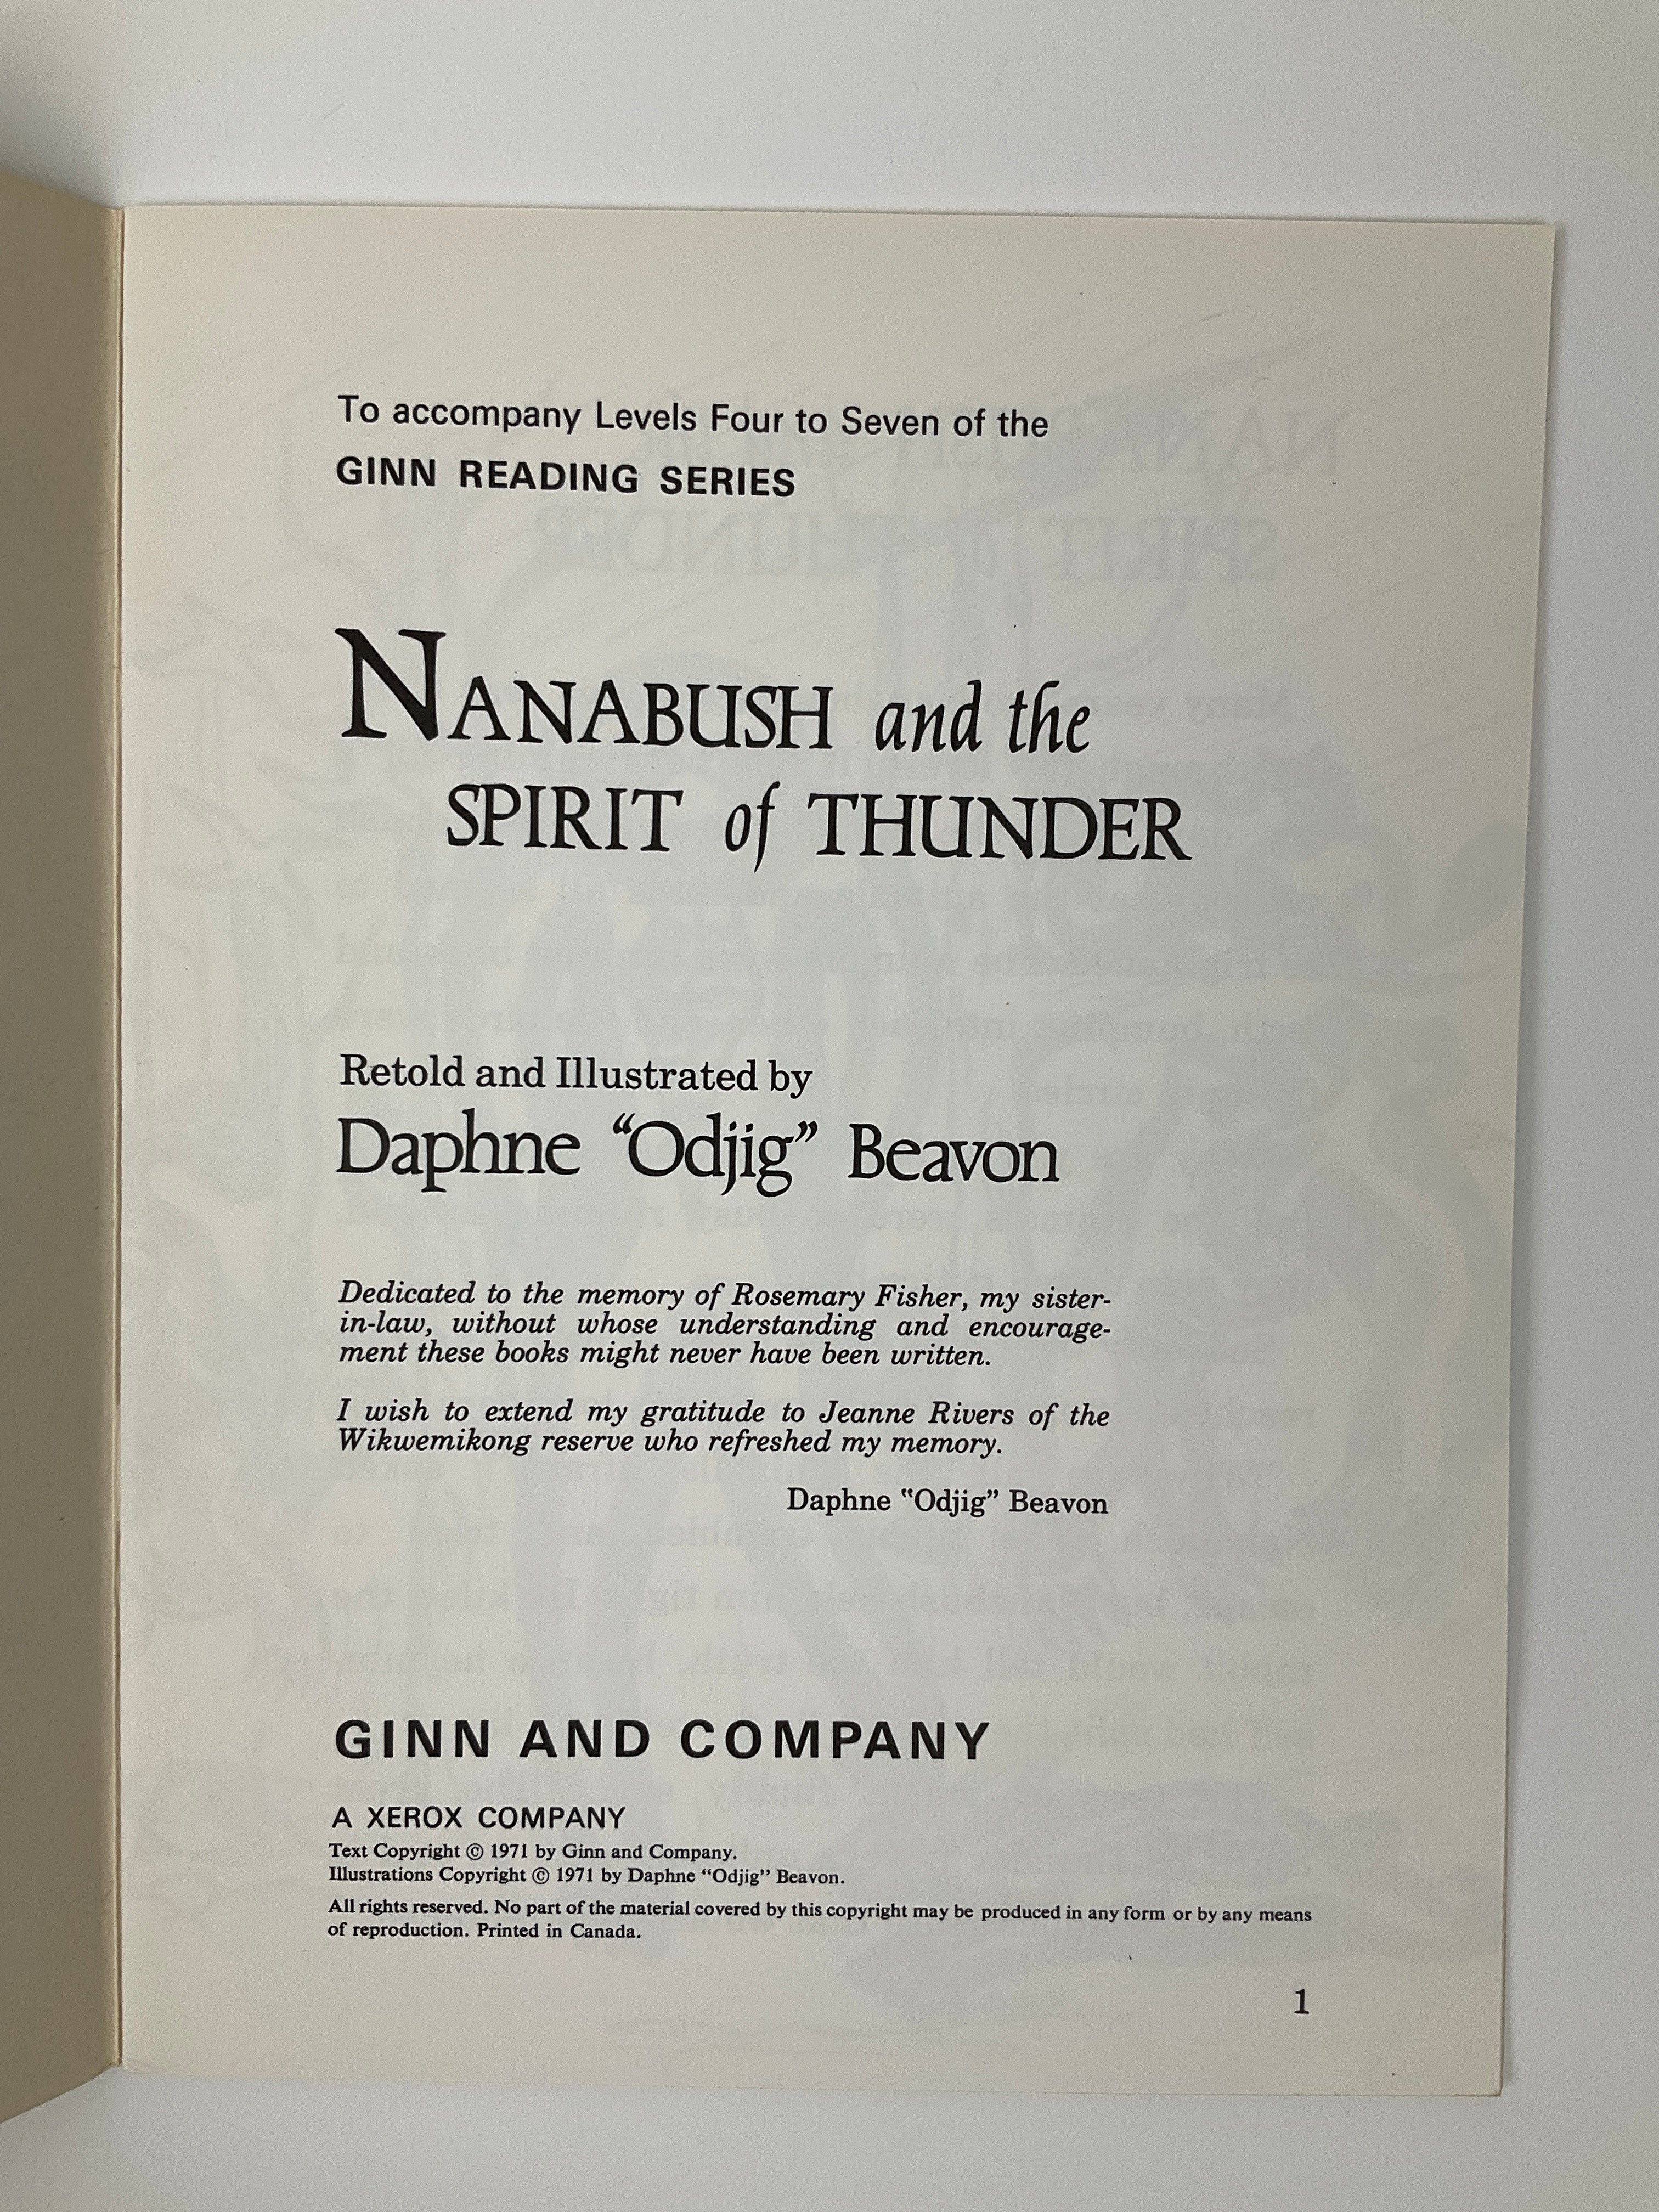 To accompany Levels Four to Seven of the
GINN READING SERIES
NANABUSH and the
SPIRIT of THUNDER
Retold and Illustrated by
Daphne “Odjig” Beavon
Dedicated to the memory of Rosemary Fisher, my sister-
in-law, without whose understanding and encourage-
ment these books might never have been written.
I wish to extend my gratitude to Jeanne Rivers of the
Wikwemikong reserve who refreshed my memory.
Daphne “Odjig” Beavon
GINN AND COMPANY
A XEROX COMPANY
Text Copyright © 1971 by Ginn and Company.
Illustrations Copyright © 1971 by Daphne “Odjig” Beavon.
All rights reserved. No part of the material covered by this copyright may be produced in any form or by any means
of reproduction. Printed in Canada.
1